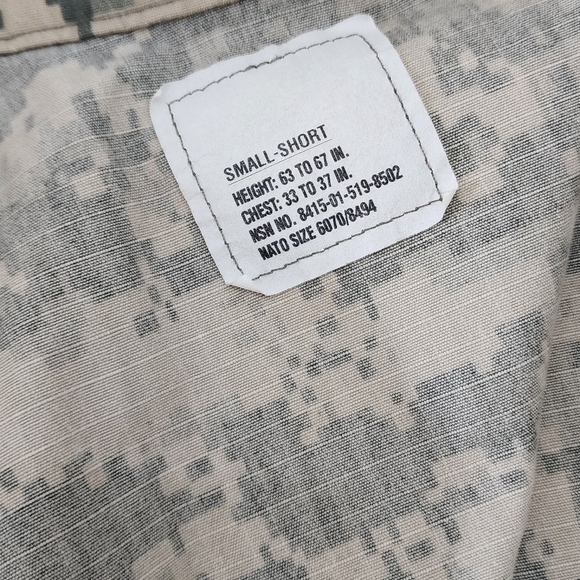 SMALL-SHORT
HEIGHT: 63 TO 67 IN.
CHEST: 33 TO 37 IN.
NSN NO. 8415-01-519-8502
NATO SIZE 6070/8494